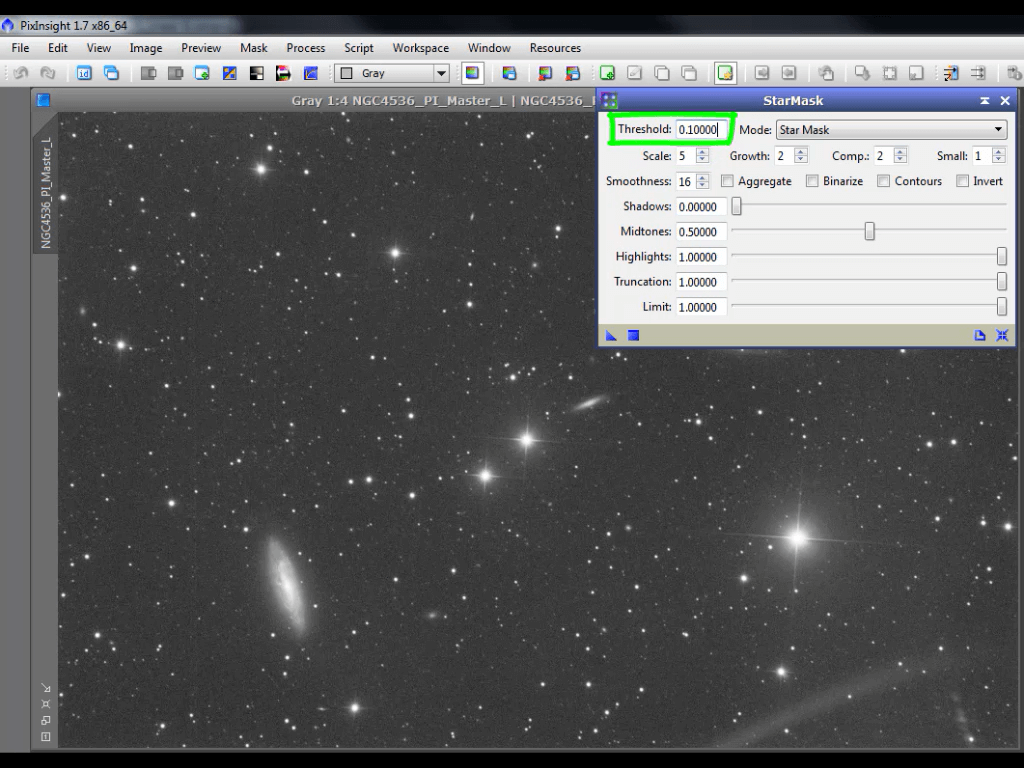 PixInsight 1.7 x86_64
File Edit View Image Preview Mask Process Script Workspace Window Resources
id Gray
Gray 1:4 NGC4536_PI_Master_L | NGC4536_
NGC4536_PI_Master_L
StarMask
Threshold: 0.10000 Mode: Star Mask
Scale: 5 Growth: 2 Comp.: 2 Small: 1
Smoothness: 16 Aggregate Binarize Contours Invert
Shadows: 0.00000
Midtones: 0.50000
Highlights: 1.00000
Truncation: 1.00000
Limit: 1.00000